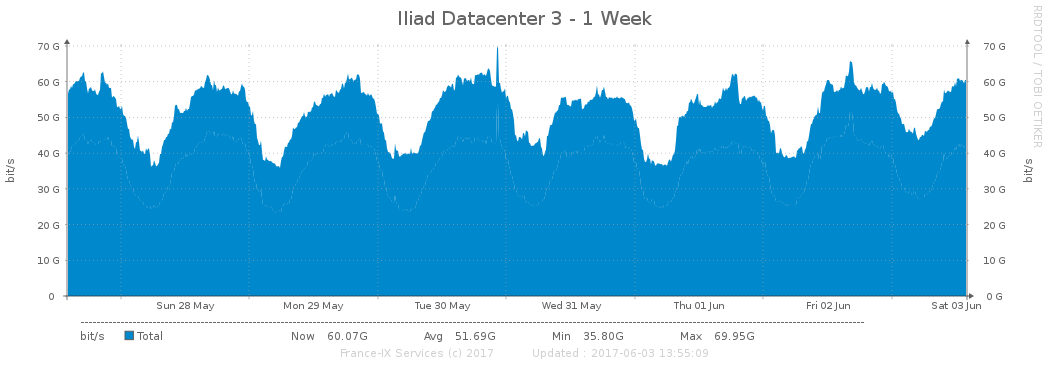 Iliad Datacenter 3 - 1 Week
RRDTOOL / TOBI OETIKER
bit/s
70 G 70 G
60 G 60 G
50 G 50 G
40 G 40 G
30 G 30 G
20 G 20 G
10 G 10 G
0 0 G
bit/s
Sun 28 May Mon 29 May Tue 30 May Wed 31 May Thu 01 Jun Fri 02 Jun Sat 03 Jun
bit/s Total Now 60.07G Avg 51.69G Min 35.80G Max 69.95G
France-IX Services (c) 2017 Updated : 2017-06-03 13:55:09